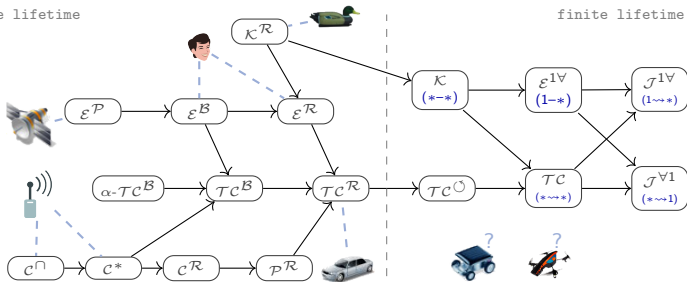 e lifetime
finite lifetime
𝒦^ℛ
ℰ^𝒫
ℰ^ℬ
ℰ^ℛ
𝒦
(∗–∗)
ℰ^{1∀}
(1–∗)
𝒥^{1∀}
(1⇝∗)
α-𝒯𝒞^ℬ
𝒯𝒞^ℬ
𝒯𝒞^ℛ
𝒯𝒞^↺
𝒯𝒞
(∗⇝∗)
𝒥^{∀1}
(∗⇝1)
𝒞^∩
𝒞^∗
𝒞^ℛ
𝒫^ℛ
?
?